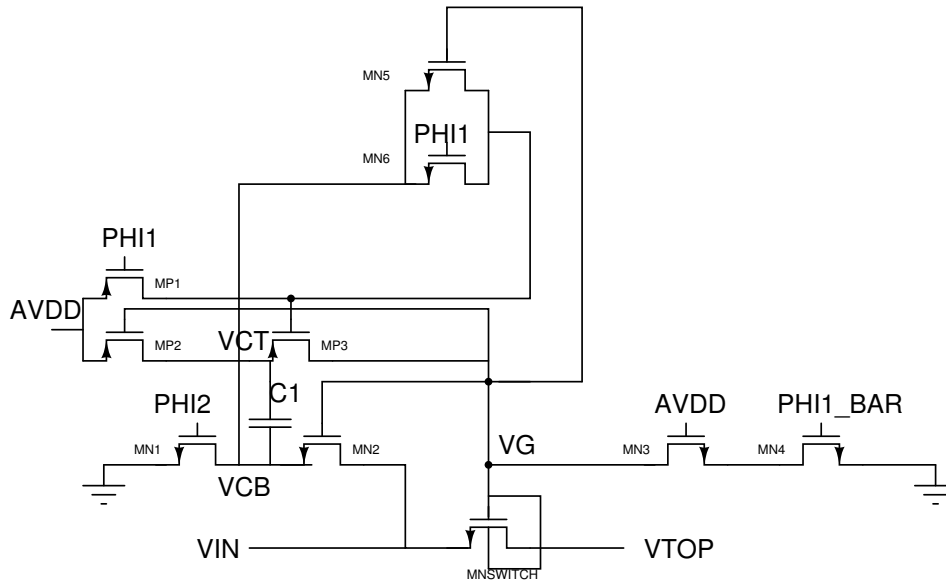 MN5
PHI1
MN6
PHI1
MP1
AVDD
MP2
VCT
MP3
C1
PHI2
AVDD
PHI1_BAR
MN1
MN2
VG
MN3
MN4
VCB
VIN
VTOP
MNSWITCH